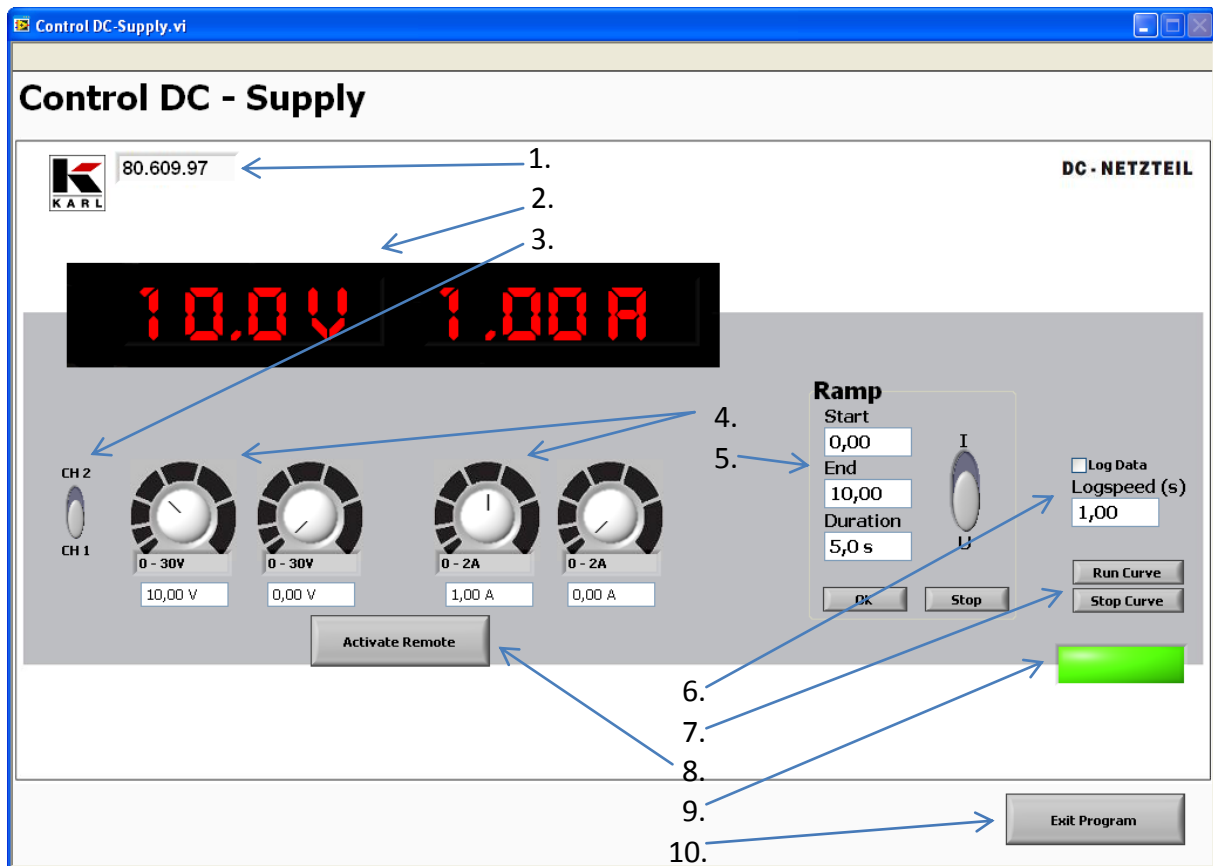 Control DC-Supply.vi
Control DC - Supply
KARL
80.609.97
1.
DC - NETZTEIL
2.
3.
10.0V 1.00A
4.
5.
CH 2
CH 1
0 - 30V
10,00 V
0 - 30V
0,00 V
0 - 2A
1,00 A
0 - 2A
0,00 A
Activate Remote
Ramp
Start
0,00
End
10,00
Duration
5,0 s
I
U
OK
Stop
Log Data
Logspeed (s)
1,00
Run Curve
Stop Curve
6.
7.
8.
9.
10.
Exit Program